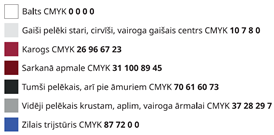 Balts CMYK 0 0 0 0
Gaiši pelēki stari, cirvīši, vairoga gaišais centrs CMYK 10 7 8 0
Karogs CMYK 26 96 67 23
Sarkanā apmale CMYK 31 100 89 45
Tumši pelēkais, arī pie āmuriem CMYK 70 61 60 73
Vidēji pelēkais krustam, aplim, vairoga ārmalai CMYK 37 28 29 7
Zilais trijstūris CMYK 87 72 0 0